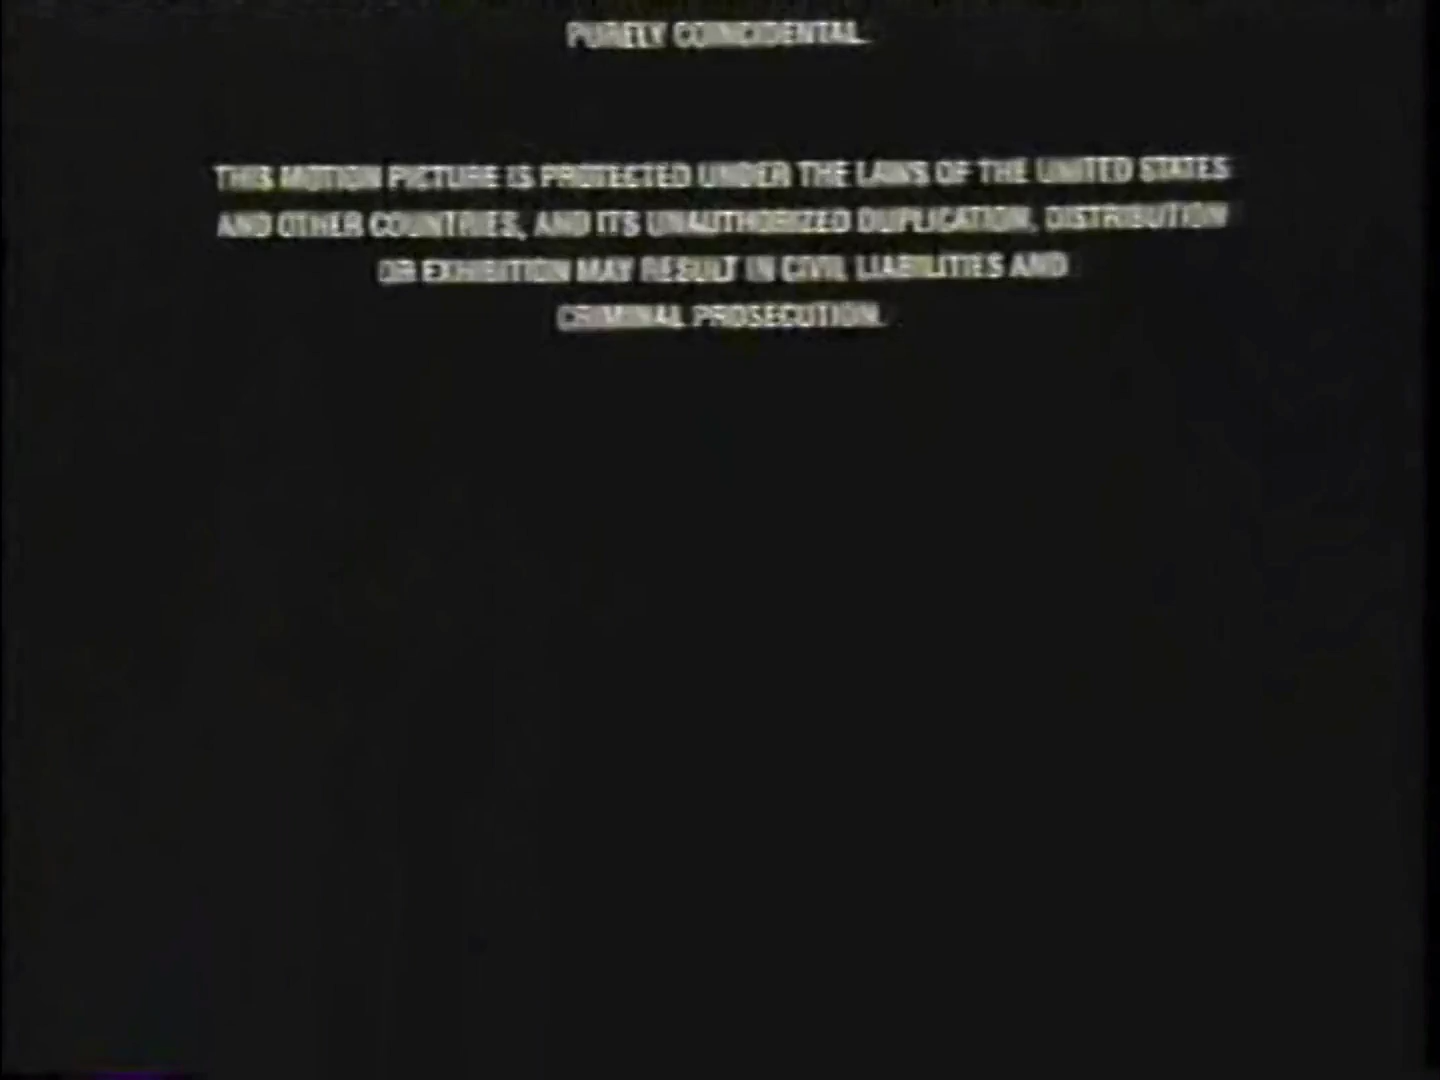 PURELY COINCIDENTAL.
THIS MOTION PICTURE IS PROTECTED UNDER THE LAWS OF THE UNITED STATES
AND OTHER COUNTRIES, AND ITS UNAUTHORIZED DUPLICATION, DISTRIBUTION
OR EXHIBITION MAY RESULT IN CIVIL LIABILITIES AND
CRIMINAL PROSECUTION.